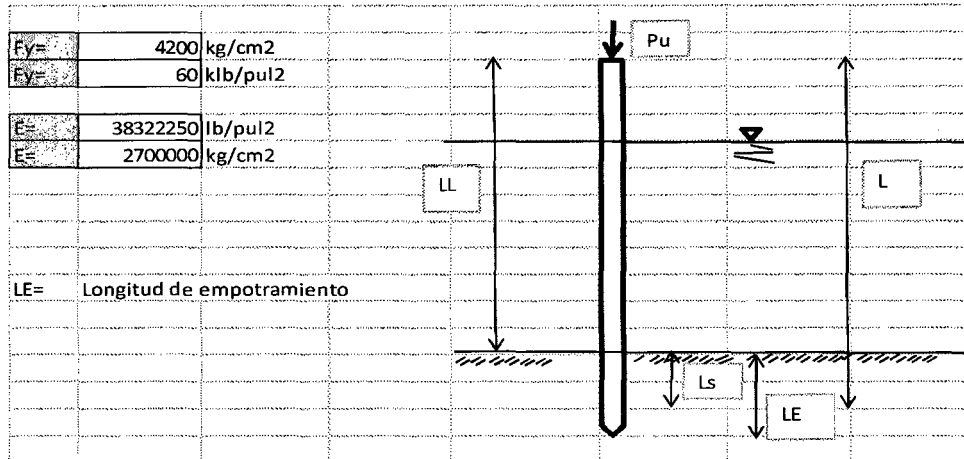 Fy= 4200 kg/cm2
Fy= 60 klb/pul2
E= 38322250 lb/pul2
E= 2700000 kg/cm2
Pu
LL
L
LE= Longitud de empotramiento
Ls
LE